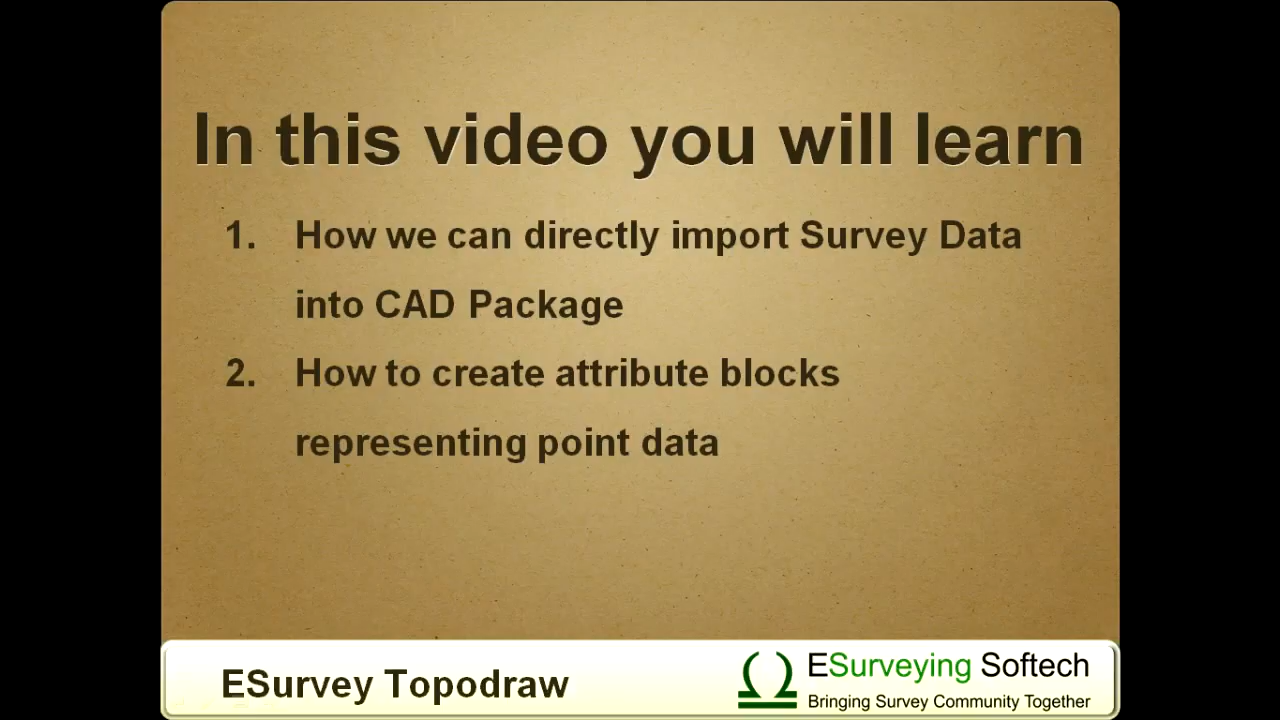 In this video you will learn
1. How we can directly import Survey Data
into CAD Package
2. How to create attribute blocks
representing point data
ESurvey Topodraw
ESurveying Softech
Bringing Survey Community Together